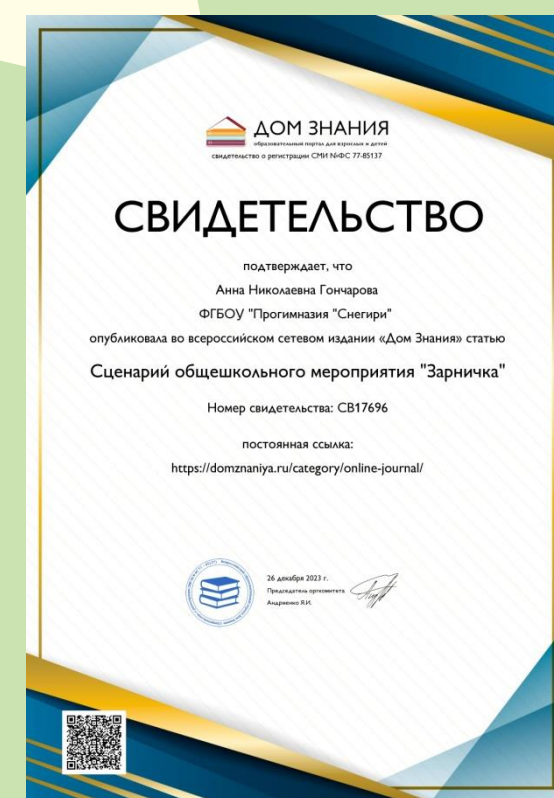 ДОМ ЗНАНИЯ
образовательный портал для взрослых и детей
свидетельство о регистрации СМИ №ФС 77-85137
СВИДЕТЕЛЬСТВО
подтверждает, что
Анна Николаевна Гончарова
ФГБОУ "Прогимназия "Снегири"
опубликовала во всероссийском сетевом издании «Дом Знания» статью
Сценарий общешкольного мероприятия "Зарничка"
Номер свидетельства: СВ17696
постоянная ссылка:
https://domznaniya.ru/category/online-journal/
26 декабря 2023 г.
Председатель оргкомитета
Андриенко Я.И.